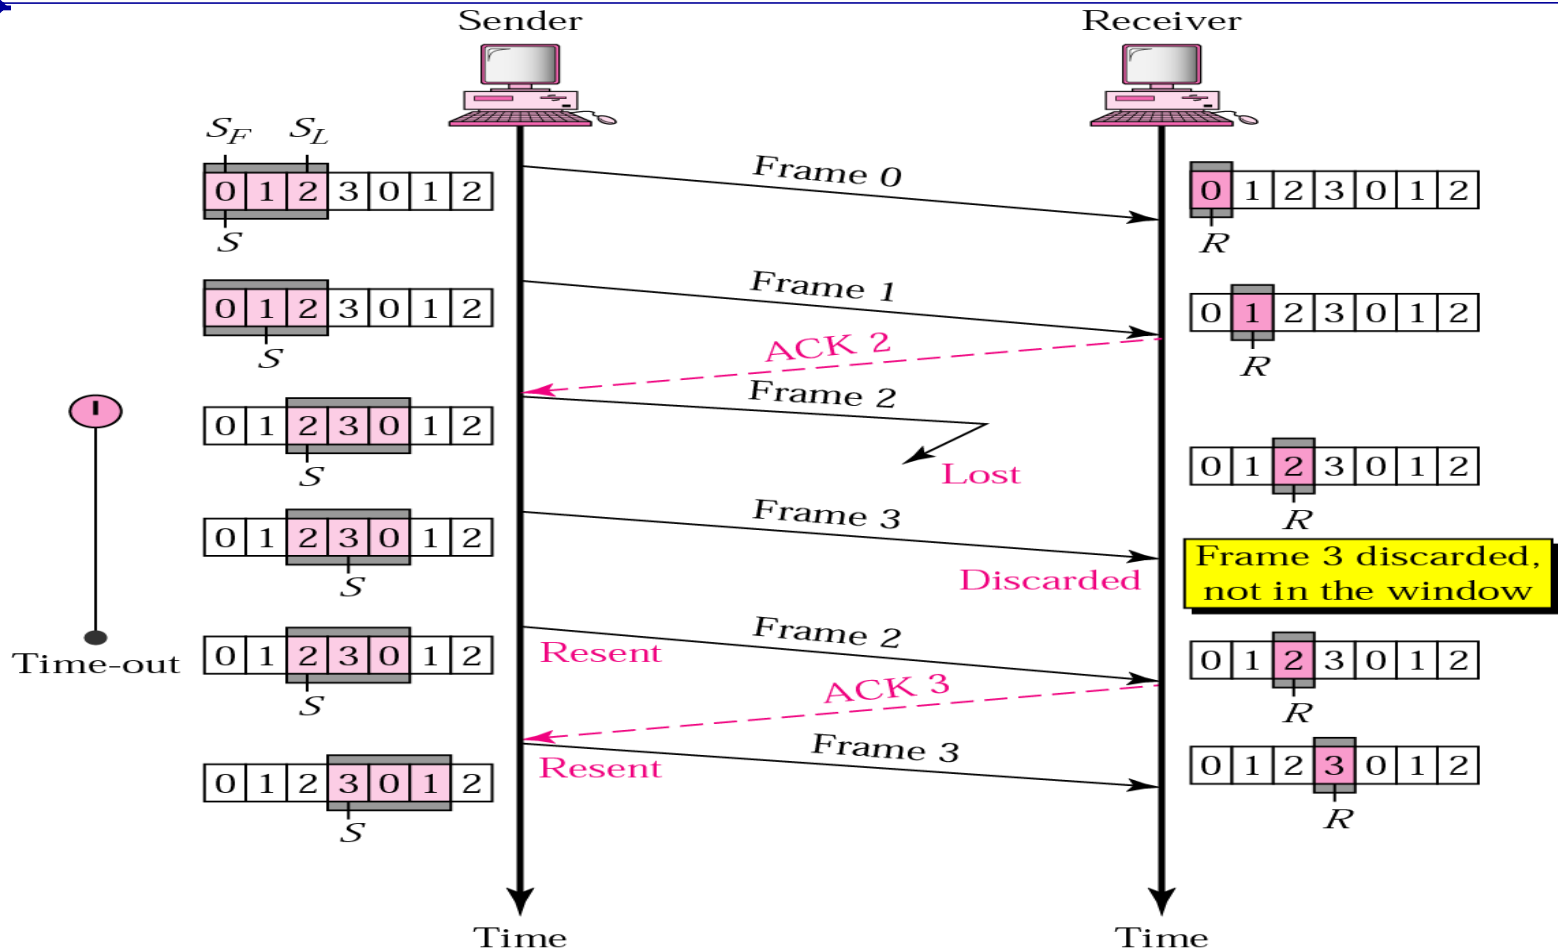 Sender
Receiver
S_F S_L
0 1 2 3 0 1 2
S
Frame 0
0 1 2 3 0 1 2
R
0 1 2 3 0 1 2
S
Frame 1
0 1 2 3 0 1 2
R
ACK 2
0 1 2 3 0 1 2
S
Frame 2
Lost
0 1 2 3 0 1 2
R
0 1 2 3 0 1 2
S
Frame 3
Discarded
Frame 3 discarded,
not in the window
Time-out
0 1 2 3 0 1 2
S
Frame 2
Resent
0 1 2 3 0 1 2
R
ACK 3
0 1 2 3 0 1 2
S
Frame 3
Resent
0 1 2 3 0 1 2
R
Time
Time